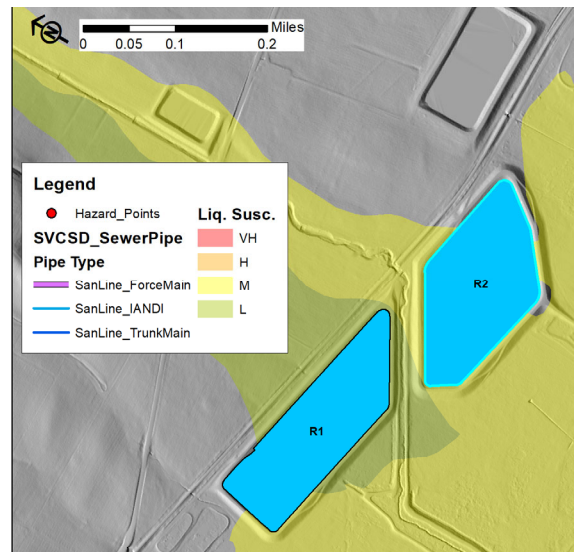 N
Miles
0 0.05 0.1 0.2
Legend
Hazard_Points
SVCSD_SewerPipe
Pipe Type
SanLine_ForceMain
SanLine_IANDI
SanLine_TrunkMain
Liq. Susc.
VH
H
M
L
R2
R1